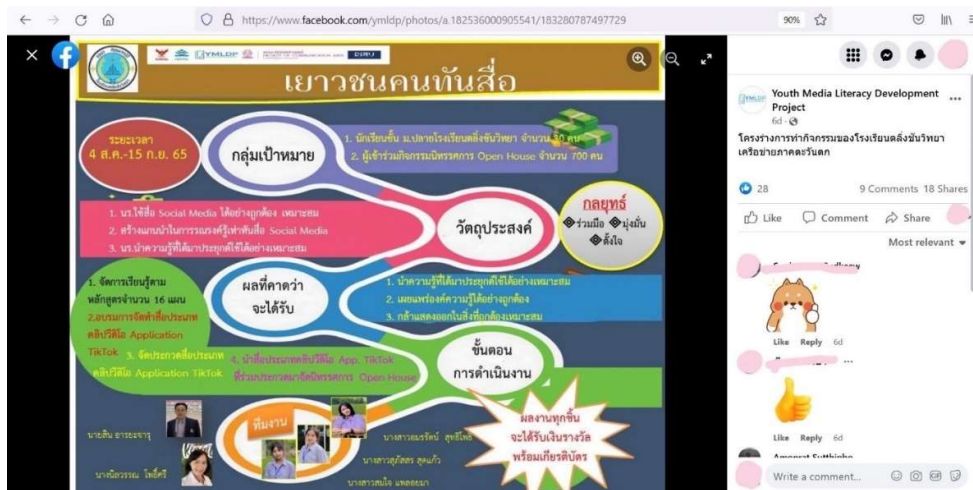 https://www.facebook.com/ymldp/photos/a.182536000905541/183280787497729
90%
YMLDP
เยาวชนคนทันสื่อ
ระยะเวลา
4 ส.ค.-15 ก.ย. 65
กลุ่มเป้าหมาย
1. นักเรียนชั้น ม.ปลายโรงเรียนตลิ่งชันวิทยา จำนวน 30 คน
2. ผู้เข้าร่วมกิจกรรมนิทรรศการ Open House จำนวน 700 คน
1. นร.ใช้สื่อ Social Media ได้อย่างถูกต้อง เหมาะสม
2. สร้างแกนนำในการรณรงค์รู้เท่าทันสื่อ Social Media
3. นร.นำความรู้ที่ได้มาประยุกต์ใช้ได้อย่างเหมาะสม
วัตถุประสงค์
กลยุทธ์
ร่วมมือ มุ่งมั่น
ตั้งใจ
ผลที่คาดว่า
จะได้รับ
1. นำความรู้ที่ได้มาประยุกต์ใช้ได้อย่างเหมาะสม
2. เผยแพร่องค์ความรู้ได้อย่างถูกต้อง
3. กล้าแสดงออกในสิ่งที่ถูกต้องเหมาะสม
1. จัดการเรียนรู้ตาม
หลักสูตรจำนวน 16 แผน
2.อบรมการจัดทำสื่อประเภท
คลิปวีดีโอ Application
TikTok 3. จัดประกวดสื่อประเภท
คลิปวีดีโอ Application TikTok
4. นำสื่อประเภทคลิปวีดีโอ App. TikTok
ที่ร่วมประกวดมาจัดนิทรรศการ Open House
ขั้นตอน
การดำเนินงาน
ทีมงาน
ผลงานทุกชิ้น
จะได้รับเงินรางวัล
พร้อมเกียรติบัตร
นางสาวอมรรัตน์ สุทธิโพธิ์
นางสาวสุภัสสร สุดแก้ว
Youth Media Literacy Development
Project
6d
โครงร่างการทำกิจกรรมของโรงเรียนตลิ่งชันวิทยา
เครือข่ายภาคตะวันตก
28
9 Comments 18 Shares
Like Comment Share
Most relevant
Like Reply 6d
Like Reply 6d
Write a comment...